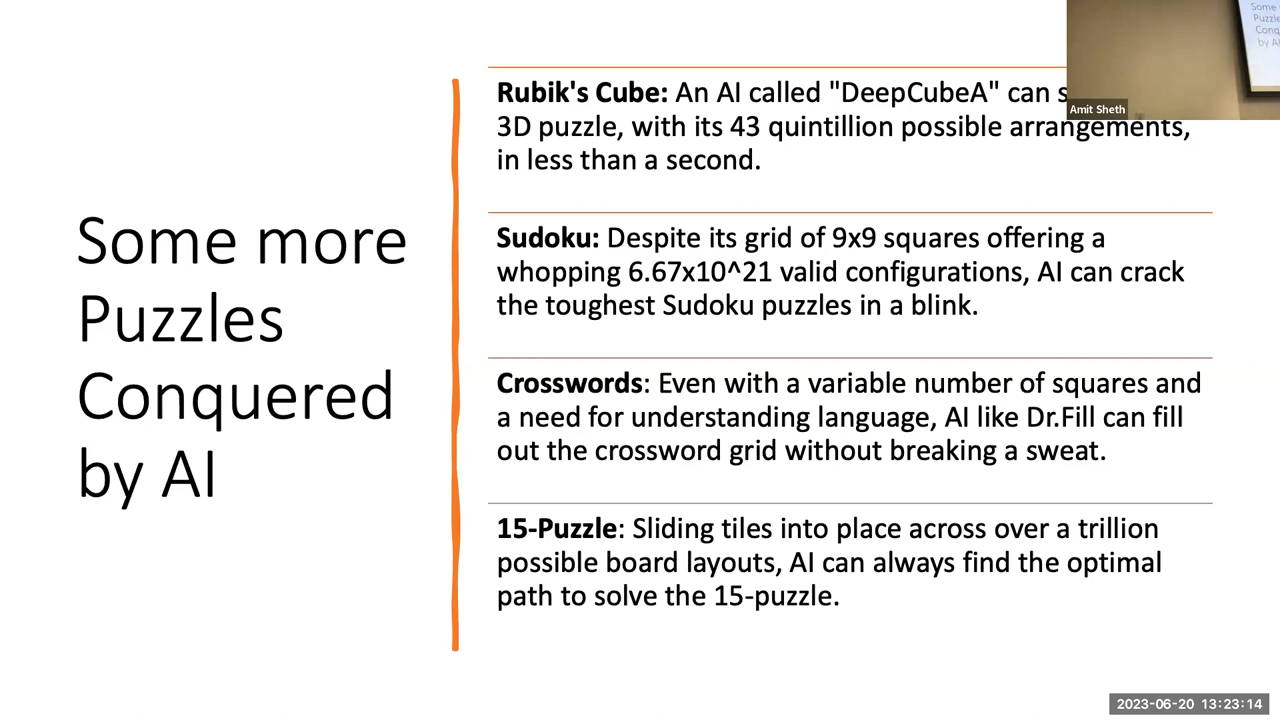 Some more
Puzzles
Conquered
by AI
Rubik's Cube: An AI called "DeepCubeA" can s
3D puzzle, with its 43 quintillion possible arrangements,
in less than a second.
Sudoku: Despite its grid of 9x9 squares offering a
whopping 6.67x10^21 valid configurations, AI can crack
the toughest Sudoku puzzles in a blink.
Crosswords: Even with a variable number of squares and
a need for understanding language, AI like Dr.Fill can fill
out the crossword grid without breaking a sweat.
15-Puzzle: Sliding tiles into place across over a trillion
possible board layouts, AI can always find the optimal
path to solve the 15-puzzle.
Some
Puzzle
Conq
by AI
Amit Sheth
2023-06-20 13:23:14